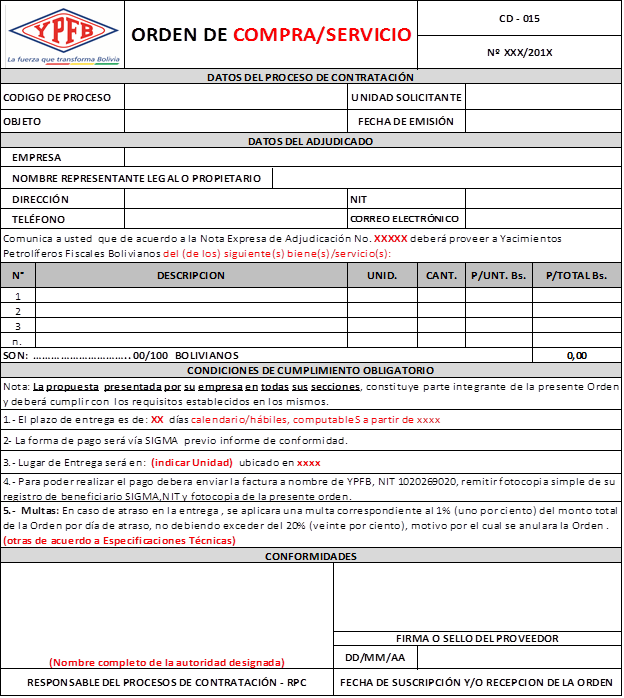 YPFB
La fuerza que transforma Bolivia
ORDEN DE COMPRA/SERVICIO
CD - 015
Nº XXX/201X
DATOS DEL PROCESO DE CONTRATACIÓN
CODIGO DE PROCESO
UNIDAD SOLICITANTE
OBJETO
FECHA DE EMISIÓN
DATOS DEL ADJUDICADO
EMPRESA
NOMBRE REPRESENTANTE LEGAL O PROPIETARIO
DIRECCIÓN
NIT
TELÉFONO
CORREO ELECTRÓNICO
Comunica a usted que de acuerdo a la Nota Expresa de Adjudicación No. XXXXX deberá proveer a Yacimientos
Petrolíferos Fiscales Bolivianos del (de los) siguiente(s) biene(s)/servicio(s):
N° DESCRIPCION UNID. CANT. P/UNT. Bs. P/TOTAL Bs.
1
2
3
n.
SON: ............................... 00/100 BOLIVIANOS 0,00
CONDICIONES DE CUMPLIMIENTO OBLIGATORIO
Nota: La propuesta presentada por su empresa en todas sus secciones, constituye parte integrante de la presente Orden
y deberá cumplir con los requisitos establecidos en los mismos.
1.- El plazo de entrega es de: XX días calendario/hábiles, computableS a partir de xxxx
2- La forma de pago será vía SIGMA previo informe de conformidad.
3.- Lugar de Entrega será en: (indicar Unidad) ubicado en xxxx
4.- Para poder realizar el pago debera enviar la factura a nombre de YPFB, NIT 1020269020, remitir fotocopia simple de su
registro de beneficiario SIGMA,NIT y fotocopia de la presente orden.
5.- Multas: En caso de atraso en la entrega , se aplicara una multa correspondiente al 1% (uno por ciento) del monto total
de la Orden por día de atraso, no debiendo exceder del 20% (veinte por ciento), motivo por el cual se anulara la Orden .
(otras de acuerdo a Especificaciones Técnicas)
CONFORMIDADES
(Nombre completo de la autoridad designada)
FIRMA O SELLO DEL PROVEEDOR
DD/MM/AA
RESPONSABLE DEL PROCESOS DE CONTRATACIÓN - RPC
FECHA DE SUSCRIPCIÓN Y/O RECEPCION DE LA ORDEN